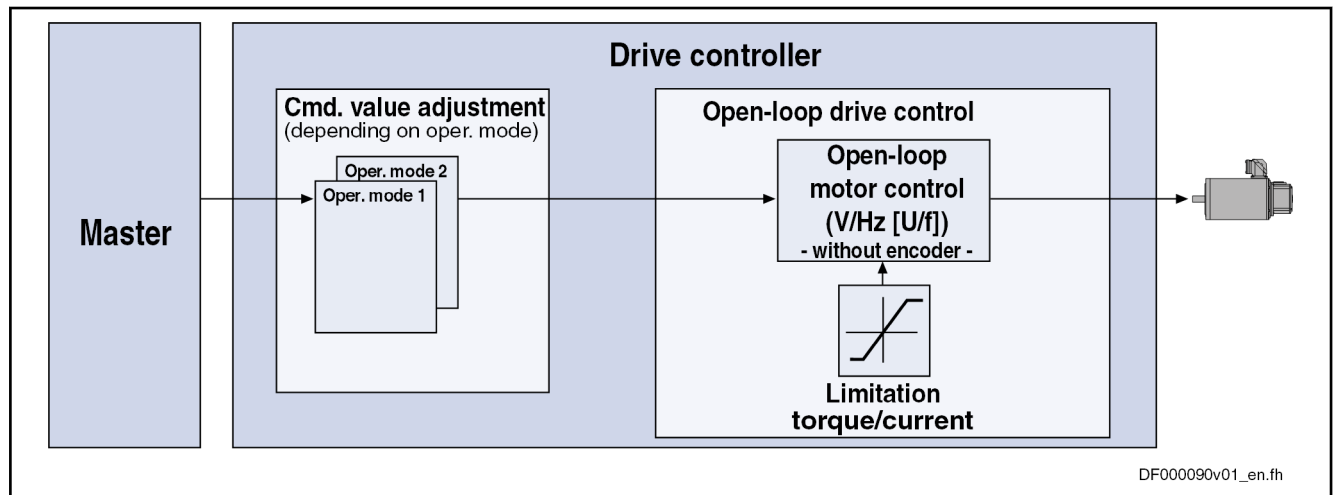 Drive controller
Master
Cmd. value adjustment
(depending on oper. mode)
Oper. mode 2
Oper. mode 1
Open-loop drive control
Open-loop
motor control
(V/Hz [U/f])
- without encoder -
Limitation
torque/current
DF000090v01_en.fh